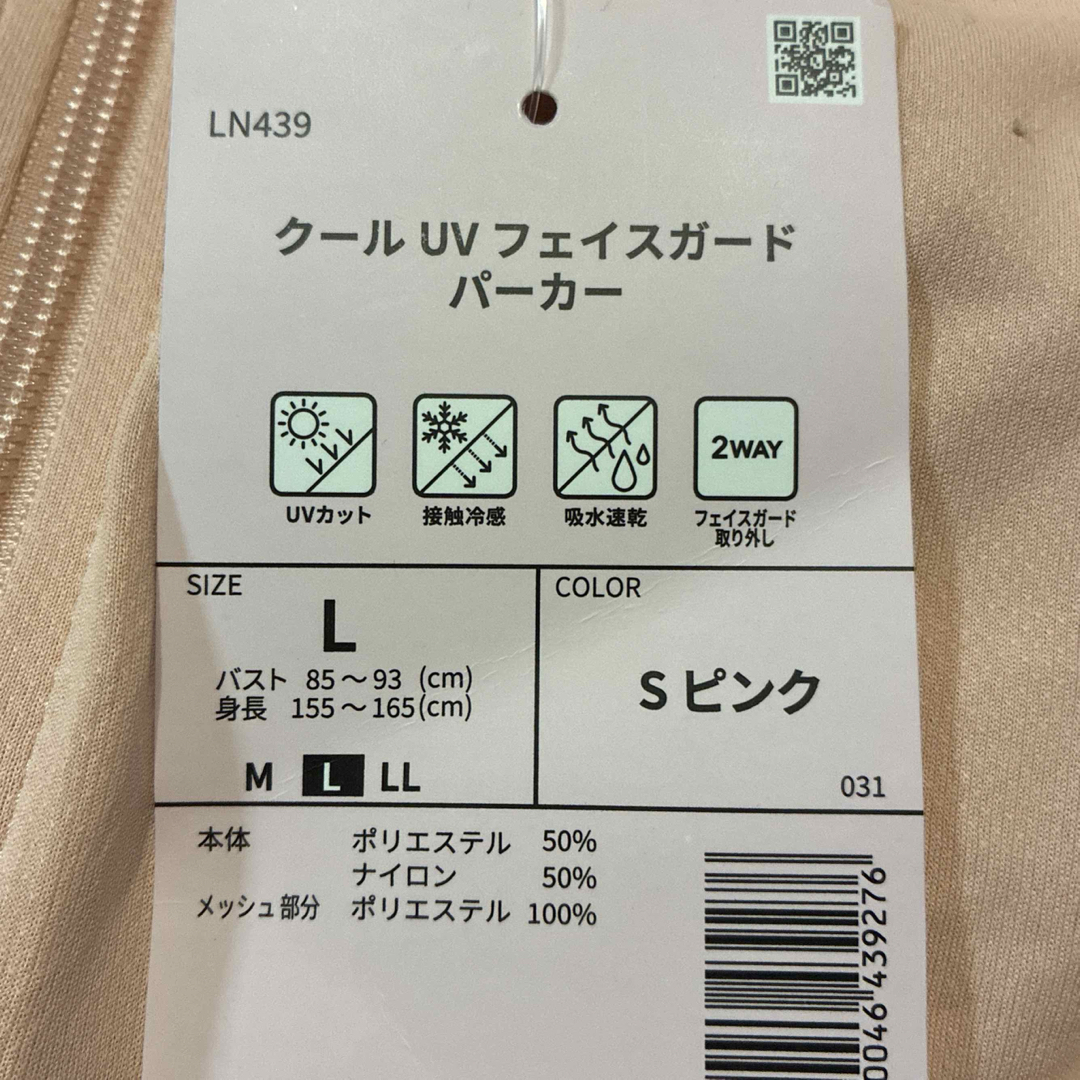 LN439
クール UV フェイスガード
パーカー
2WAY
UVカット
接触冷感
吸水速乾
フェイスガード
取り外し
SIZE
L
バスト 85～93 (cm)
身長 155～165(cm)
M L LL
COLOR
S ピンク
031
本体 ポリエステル 50%
ナイロン 50%
メッシュ部分 ポリエステル 100%
0046 439276